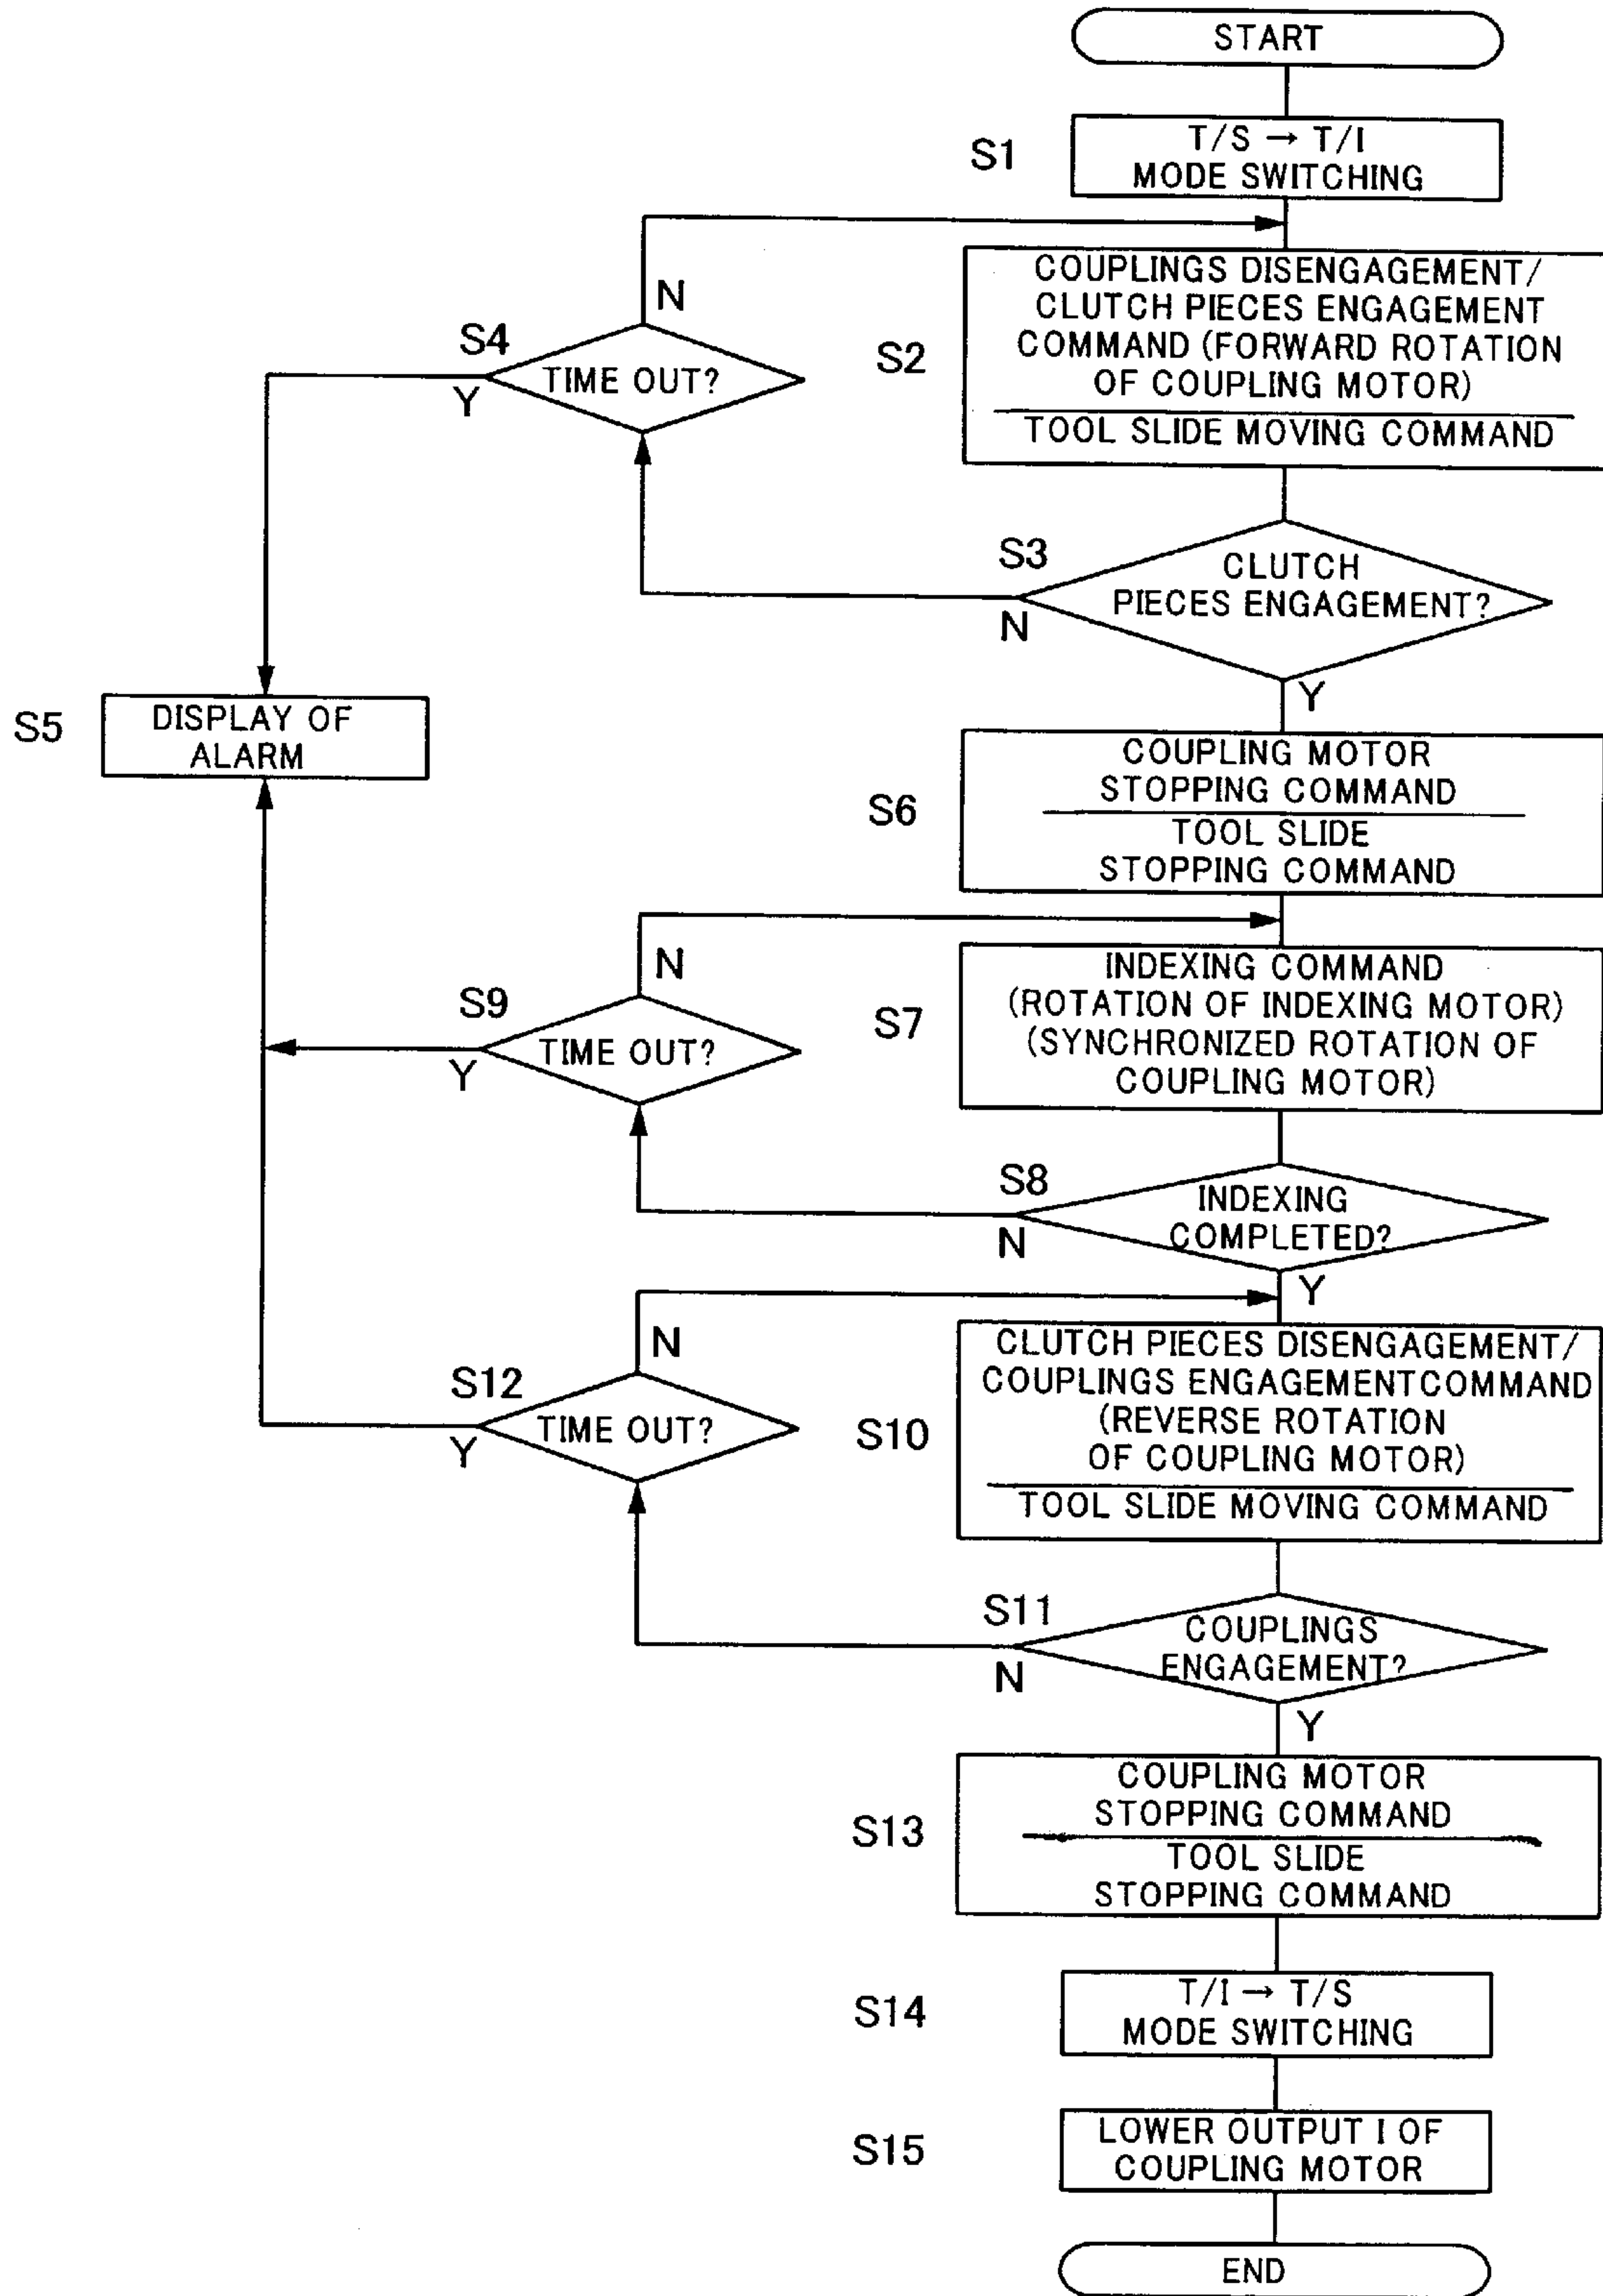 START
S1
T/S → T/I
MODE SWITCHING
S2
COUPLINGS DISENGAGEMENT/
CLUTCH PIECES ENGAGEMENT
COMMAND (FORWARD ROTATION
OF COUPLING MOTOR)
TOOL SLIDE MOVING COMMAND
S4
TIME OUT?
N
Y
S3
CLUTCH
PIECES ENGAGEMENT?
N
Y
S5
DISPLAY OF
ALARM
S6
COUPLING MOTOR
STOPPING COMMAND
TOOL SLIDE
STOPPING COMMAND
S7
INDEXING COMMAND
(ROTATION OF INDEXING MOTOR)
(SYNCHRONIZED ROTATION OF
COUPLING MOTOR)
S9
TIME OUT?
N
Y
S8
INDEXING
COMPLETED?
N
Y
S10
CLUTCH PIECES DISENGAGEMENT/
COUPLINGS ENGAGEMENTCOMMAND
(REVERSE ROTATION
OF COUPLING MOTOR)
TOOL SLIDE MOVING COMMAND
S12
TIME OUT?
N
Y
S11
COUPLINGS
ENGAGEMENT?
N
Y
S13
COUPLING MOTOR
STOPPING COMMAND
TOOL SLIDE
STOPPING COMMAND
S14
T/I → T/S
MODE SWITCHING
S15
LOWER OUTPUT I OF
COUPLING MOTOR
END